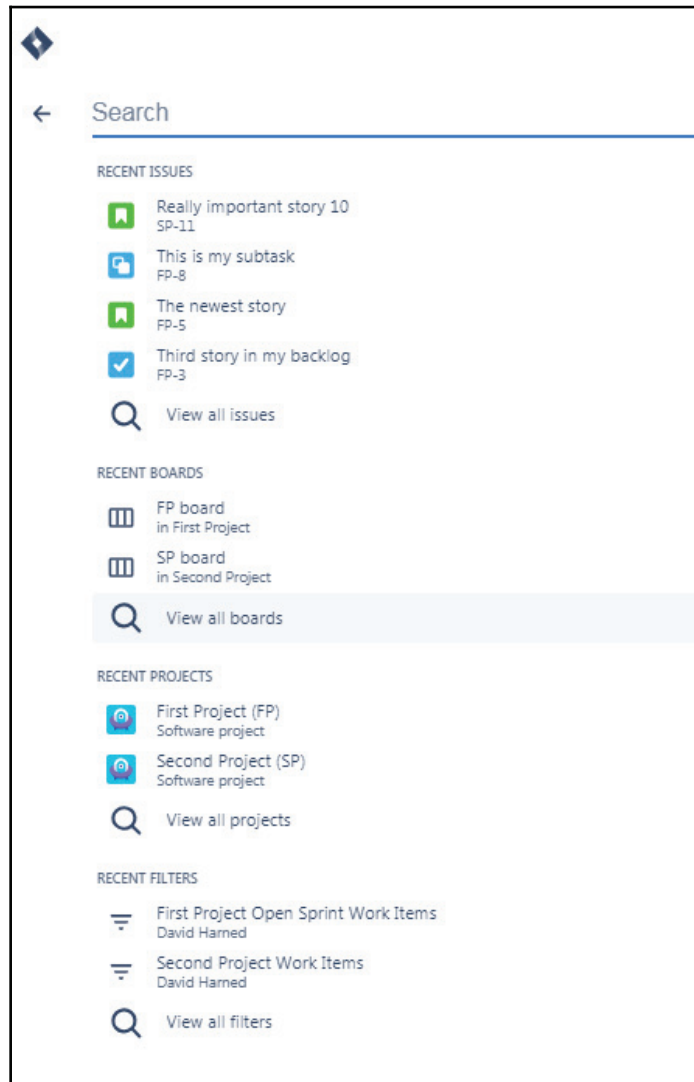 Search
RECENT ISSUES
Really important story 10
SP-11
This is my subtask
FP-8
The newest story
FP-5
Third story in my backlog
FP-3
View all issues
RECENT BOARDS
FP board
in First Project
SP board
in Second Project
View all boards
RECENT PROJECTS
First Project (FP)
Software project
Second Project (SP)
Software project
View all projects
RECENT FILTERS
First Project Open Sprint Work Items
David Harned
Second Project Work Items
David Harned
View all filters